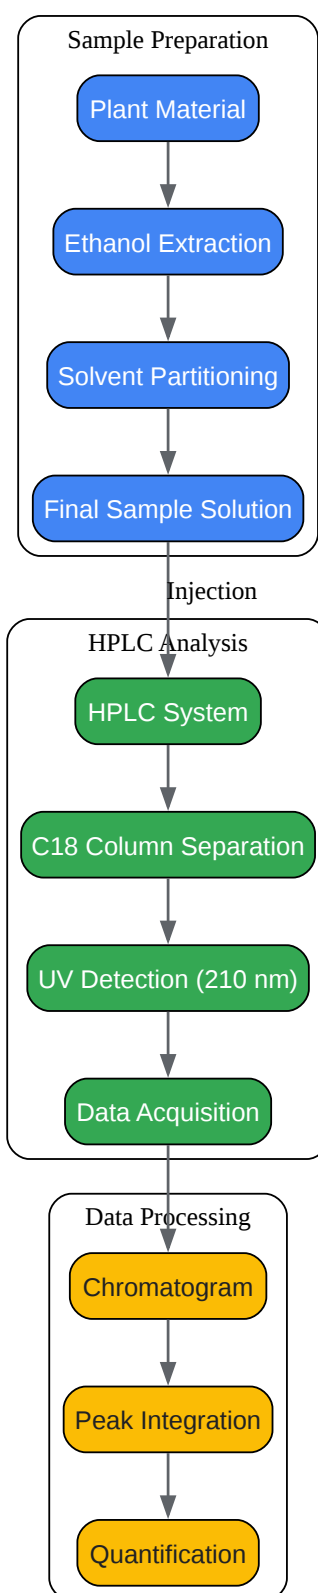 Sample Preparation
Plant Material
Ethanol Extraction
Solvent Partitioning
Final Sample Solution
Injection
HPLC Analysis
HPLC System
C18 Column Separation
UV Detection (210 nm)
Data Acquisition
Data Processing
Chromatogram
Peak Integration
Quantification